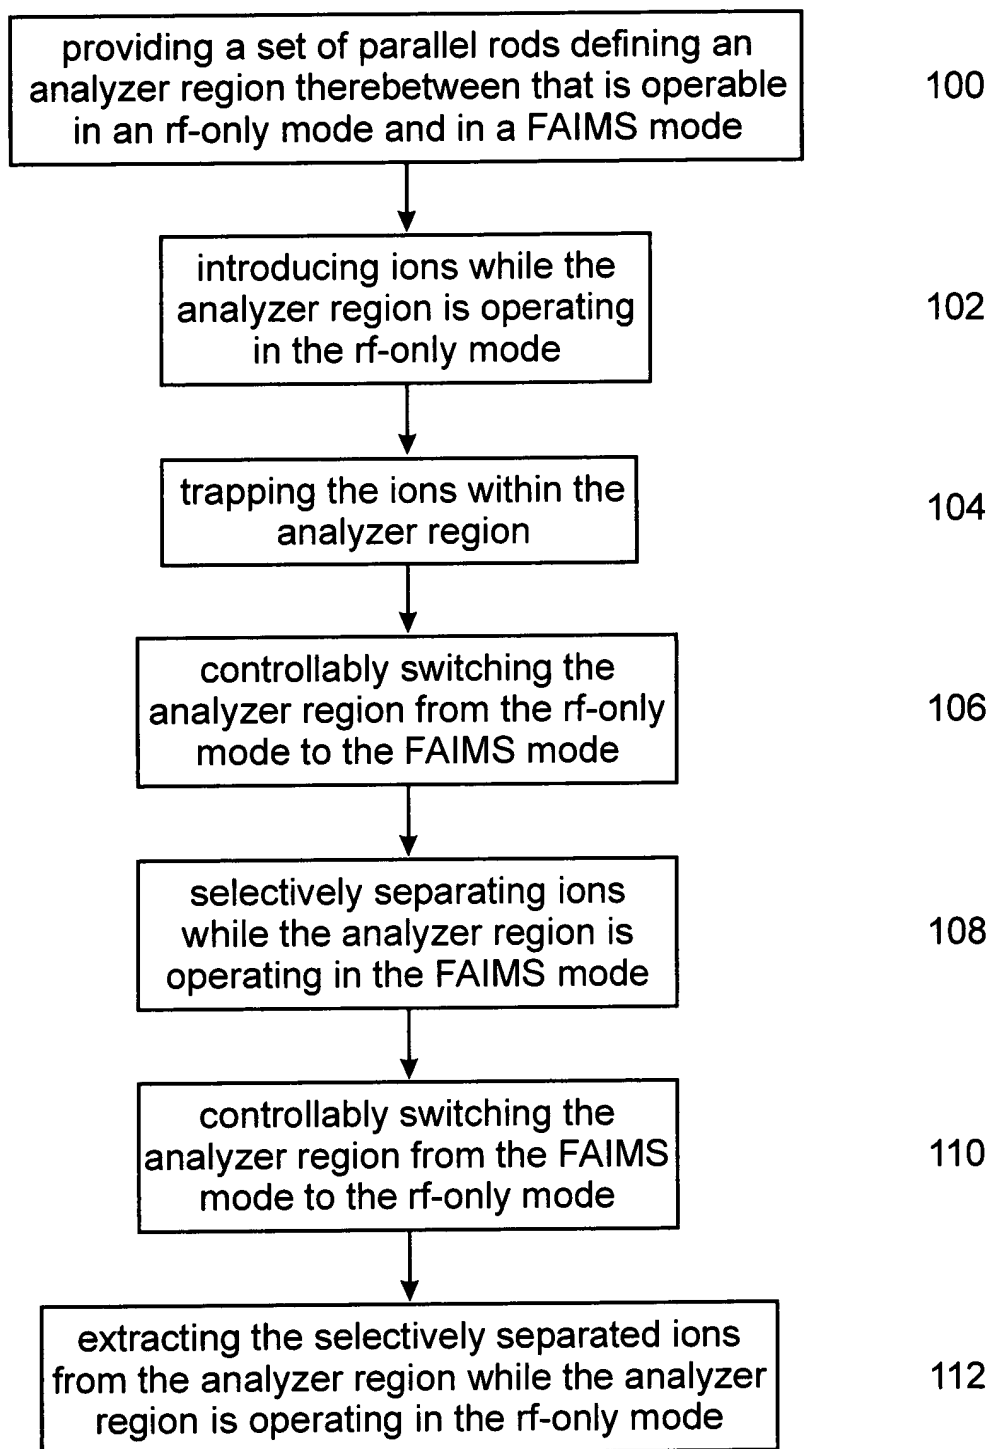 providing a set of parallel rods defining an
analyzer region therebetween that is operable
in an rf-only mode and in a FAIMS mode
100
introducing ions while the
analyzer region is operating
in the rf-only mode
102
trapping the ions within the
analyzer region
104
controllably switching the
analyzer region from the rf-only
mode to the FAIMS mode
106
selectively separating ions
while the analyzer region is
operating in the FAIMS mode
108
controllably switching the
analyzer region from the FAIMS
mode to the rf-only mode
110
extracting the selectively separated ions
from the analyzer region while the analyzer
region is operating in the rf-only mode
112